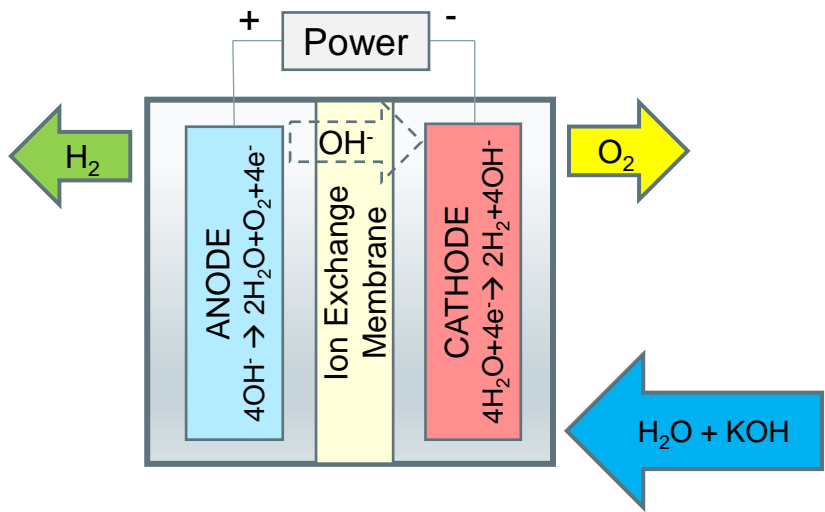 +
-
Power
H₂
OH⁻
O₂
ANODE
4OH⁻ → 2H₂O+O₂+4e⁻
Ion Exchange
Membrane
CATHODE
4H₂O+4e⁻→ 2H₂+4OH⁻
H₂O + KOH